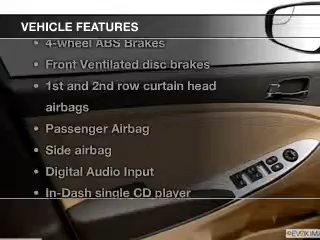 VEHICLE FEATURES
• 4-wheel ABS Brakes
• Front Ventilated disc brakes
• 1st and 2nd row curtain head
airbags
• Passenger Airbag
• Side airbag
• Digital Audio Input
• In-Dash single CD player